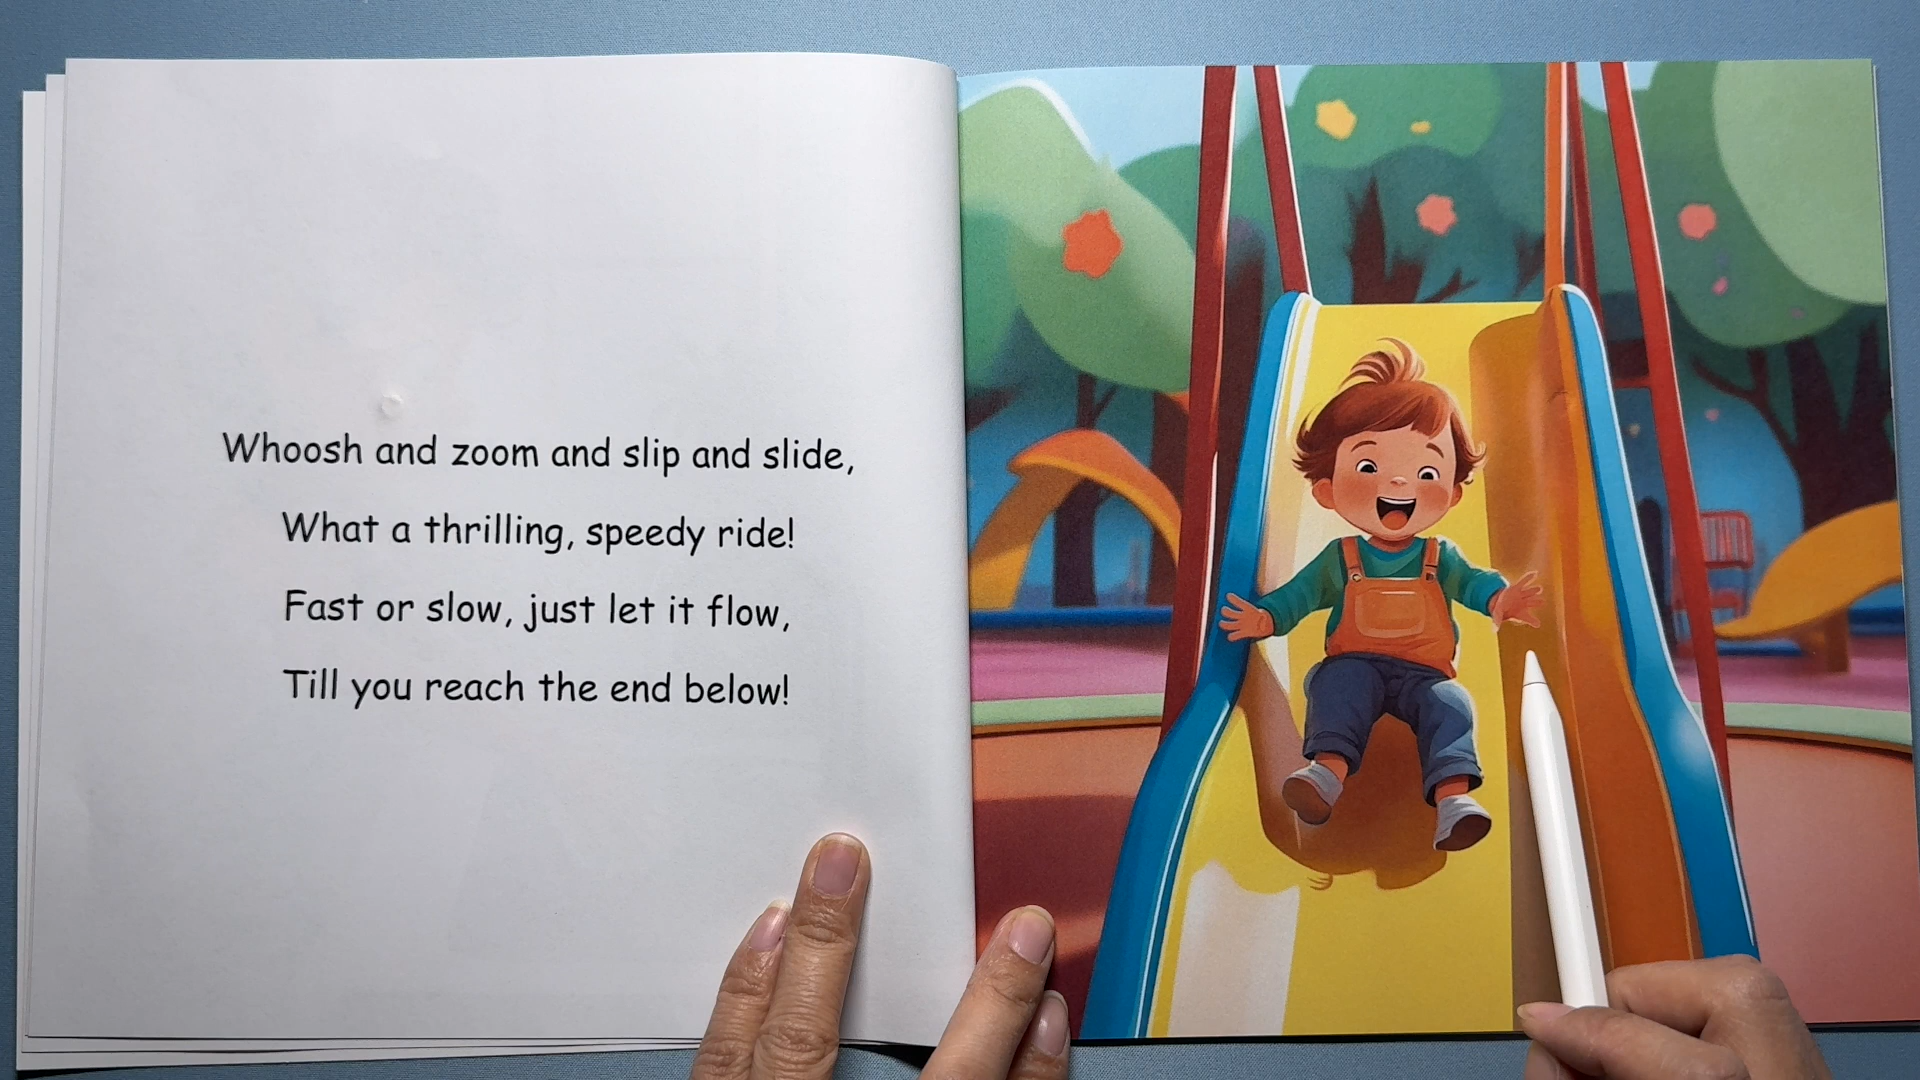 Whoosh and zoom and slip and slide,
What a thrilling, speedy ride!
Fast or slow, just let it flow,
Till you reach the end below!